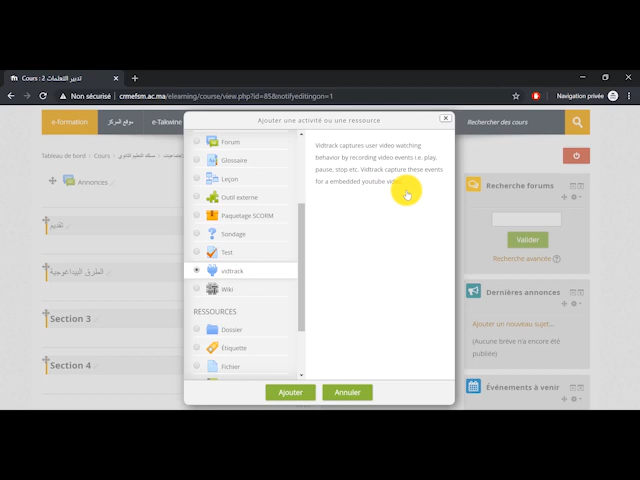 Cours : 2 تدبير التعلمات
Non sécurisé | crmefsm.ac.ma/elearning/course/view.php?id=85&notifyeditingon=1
Navigation privée
e-formation موقع المركز e-Takwine
Rechercher des cours
Tableau de bord > Cours > مسلك التعليم الثانوي
Annonces
تقديم
الطرق البيداغوجية
Section 3
Section 4
Ajouter une activité ou une ressource
Forum
Glossaire
Leçon
Outil externe
Paquetage SCORM
Sondage
Test
vidtrack
Wiki
RESSOURCES
Dossier
Étiquette
Fichier
Vidtrack captures user video watching
behavior by recording video events i.e. play,
pause, stop etc. Vidtrack capture these events
for a embedded youtube video.
Ajouter
Annuler
Recherche forums
Valider
Recherche avancée
Dernières annonces
Ajouter un nouveau sujet...
(Aucune brève n'a encore été
publiée)
Événements à venir